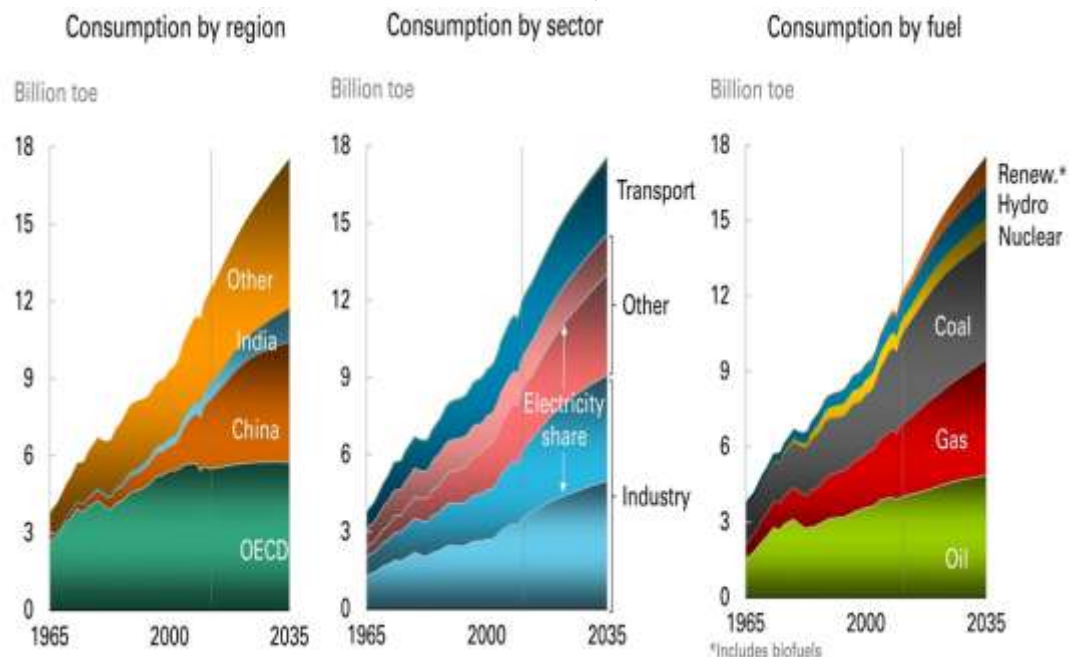 Consumption by region
Billion toe
18
15
12
9
6
3
0
Other
India
China
OECD
1965
2000
2035
Consumption by sector
Billion toe
18
15
12
9
6
3
0
Transport
Other
Electricity
share
Industry
1965
2000
2035
Consumption by fuel
Billion toe
18
15
12
9
6
3
0
Renew.*
Hydro
Nuclear
Coal
Gas
Oil
1965
2000
2035
*Includes biofuels